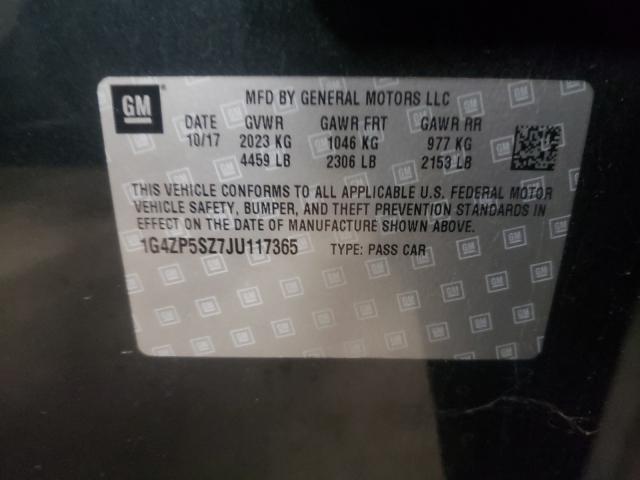 GM
MFD BY GENERAL MOTORS LLC
DATE GVWR GAWR FRT GAWR RR
10/17 2023 KG 1046 KG 977 KG
4459 LB 2306 LB 2153 LB
THIS VEHICLE CONFORMS TO ALL APPLICABLE U.S. FEDERAL MOTOR
VEHICLE SAFETY, BUMPER, AND THEFT PREVENTION STANDARDS IN
EFFECT ON THE DATE OF MANUFACTURE SHOWN ABOVE.
1G4ZP5SZ7JU117365 TYPE: PASS CAR